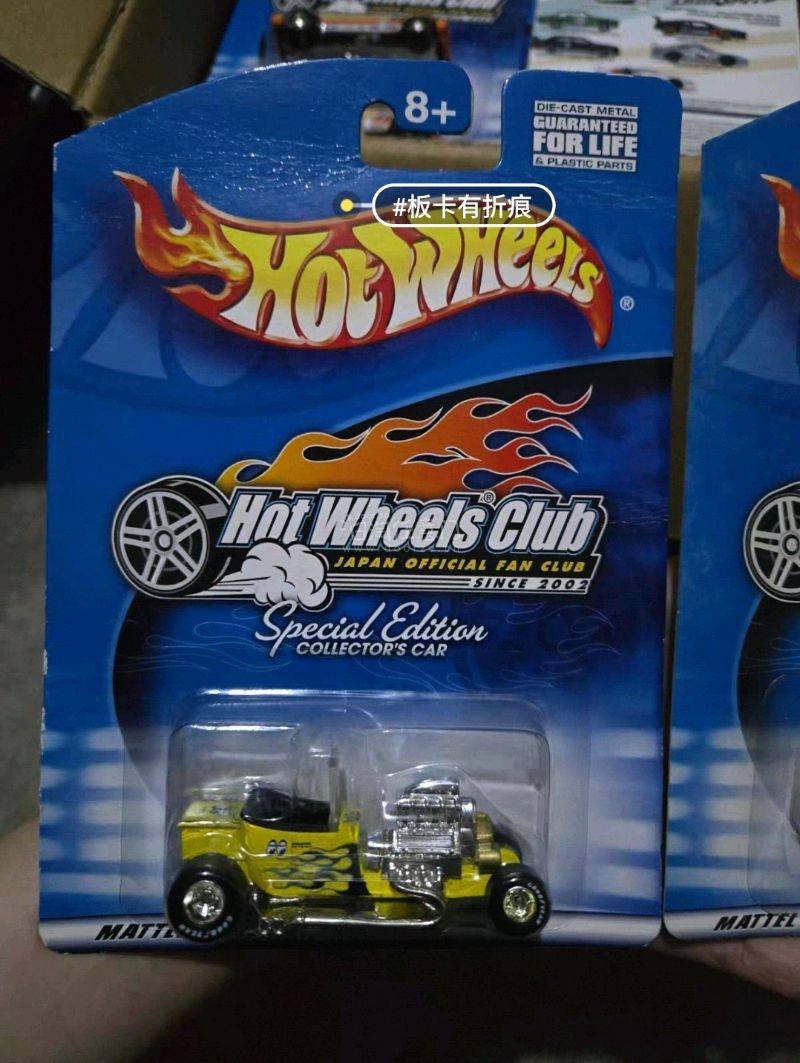 8+
DIE-CAST METAL
GUARANTEED
FOR LIFE
& PLASTIC PARTS
#板卡有折痕
Hot Wheels
®
Hot Wheels® Club
JAPAN OFFICIAL FAN CLUB
SINCE 2002
Special Edition
COLLECTOR'S CAR
GOODYEAR
MATTEL
MATTEL